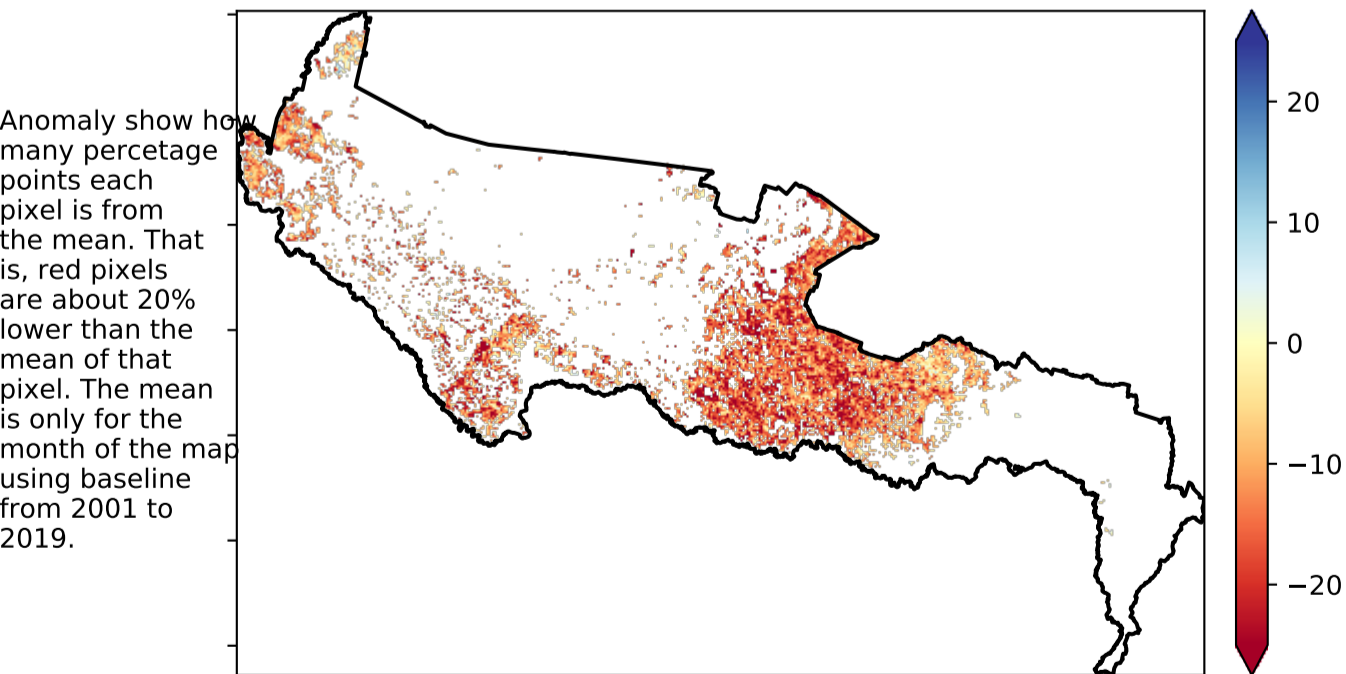 Anomaly show how
many percetage
points each
pixel is from
the mean. That
is, red pixels
are about 20%
lower than the
mean of that
pixel. The mean
is only for the
month of the map
using baseline
from 2001 to
2019.
20
10
0
−10
−20